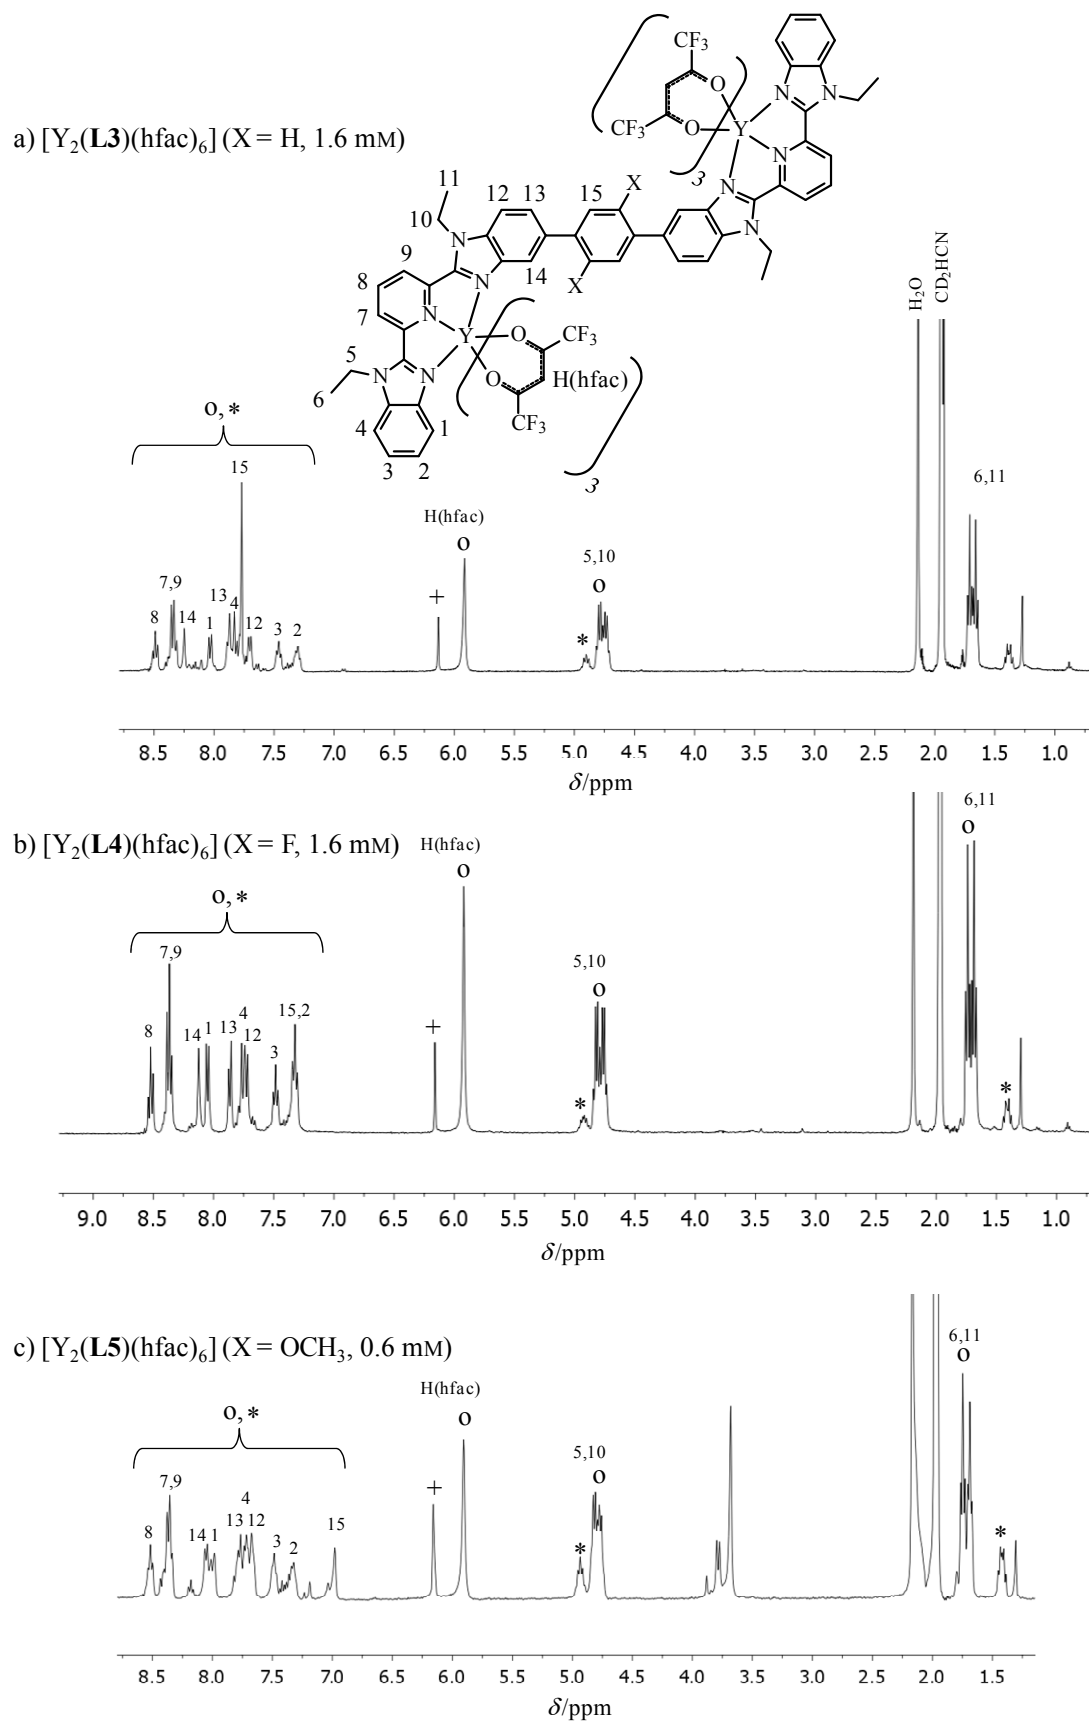 a) [Y₂(L3)(hfac)₆] (X = H, 1.6 mM)
CF₃
O
CF₃
O
Y
3
N
N
N
N
N
11
10
12
13
15
X
9
14
X
8
7
N
N
N
Y
5
6
N
N
O
O
CF₃
H(hfac)
CF₃
3
4
1
3
2
H₂O
CD₂HCN
o,*
15
7,9
13
4
8
14
1
12
3
2
H(hfac)
o
+
5,10
o
*
6,11
8.5 8.0 7.5 7.0 6.5 6.0 5.5 5.0 4.5 4.0 3.5 3.0 2.5 2.0 1.5 1.0
δ/ppm
b) [Y₂(L4)(hfac)₆] (X = F, 1.6 mM)
H(hfac)
o
6,11
o
o,*
7,9
8
14
1
13
4
12
3
15,2
+
5,10
o
*
*
9.0 8.5 8.0 7.5 7.0 6.5 6.0 5.5 5.0 4.5 4.0 3.5 3.0 2.5 2.0 1.5 1.0
δ/ppm
c) [Y₂(L5)(hfac)₆] (X = OCH₃, 0.6 mM)
H(hfac)
o
6,11
o
o,*
7,9
8
14
1
13
4
12
3
2
15
+
5,10
o
*
*
8.5 8.0 7.5 7.0 6.5 6.0 5.5 5.0 4.5 4.0 3.5 3.0 2.5 2.0 1.5
δ/ppm